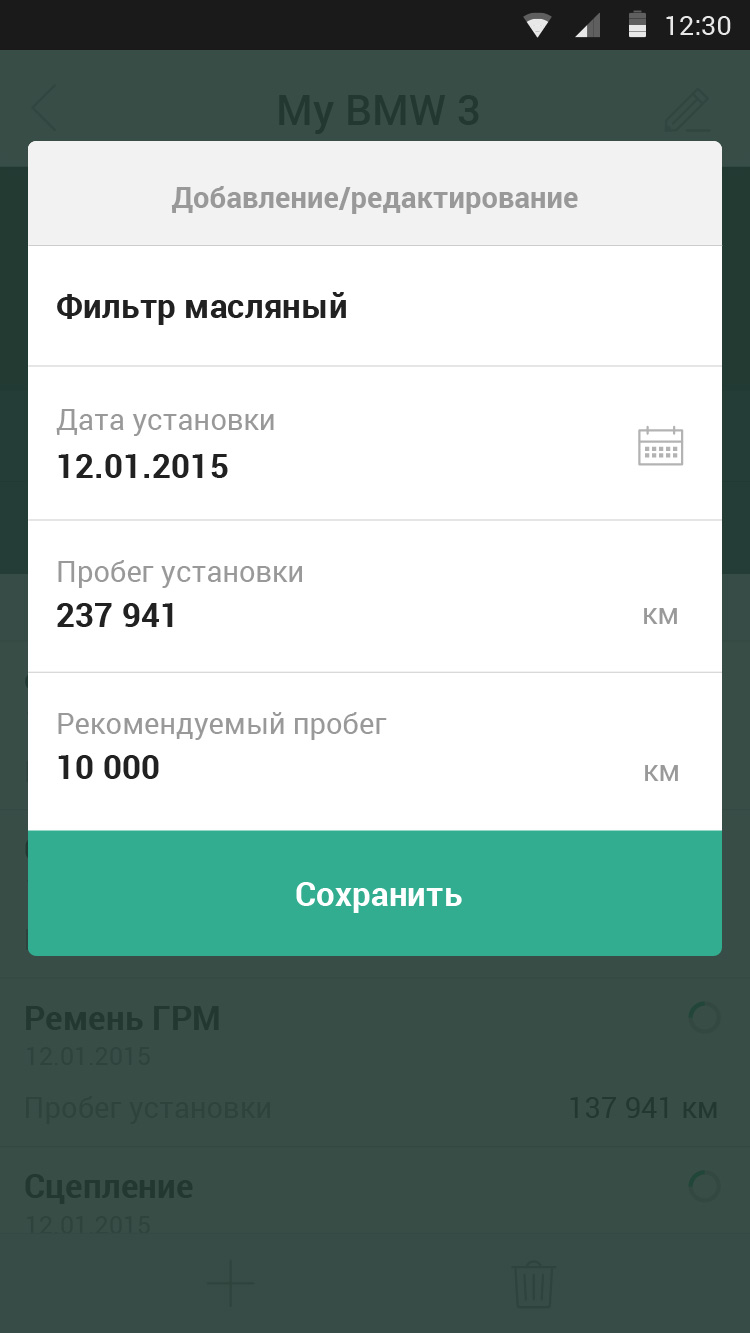 12:30
My BMW 3
Добавление/редактирование
Фильтр масляный
Дата установки
12.01.2015
Пробег установки
237 941 км
Рекомендуемый пробег
10 000 км
Сохранить
Ремень ГРМ
12.01.2015
Пробег установки 137 941 км
Сцепление
12.01.2015